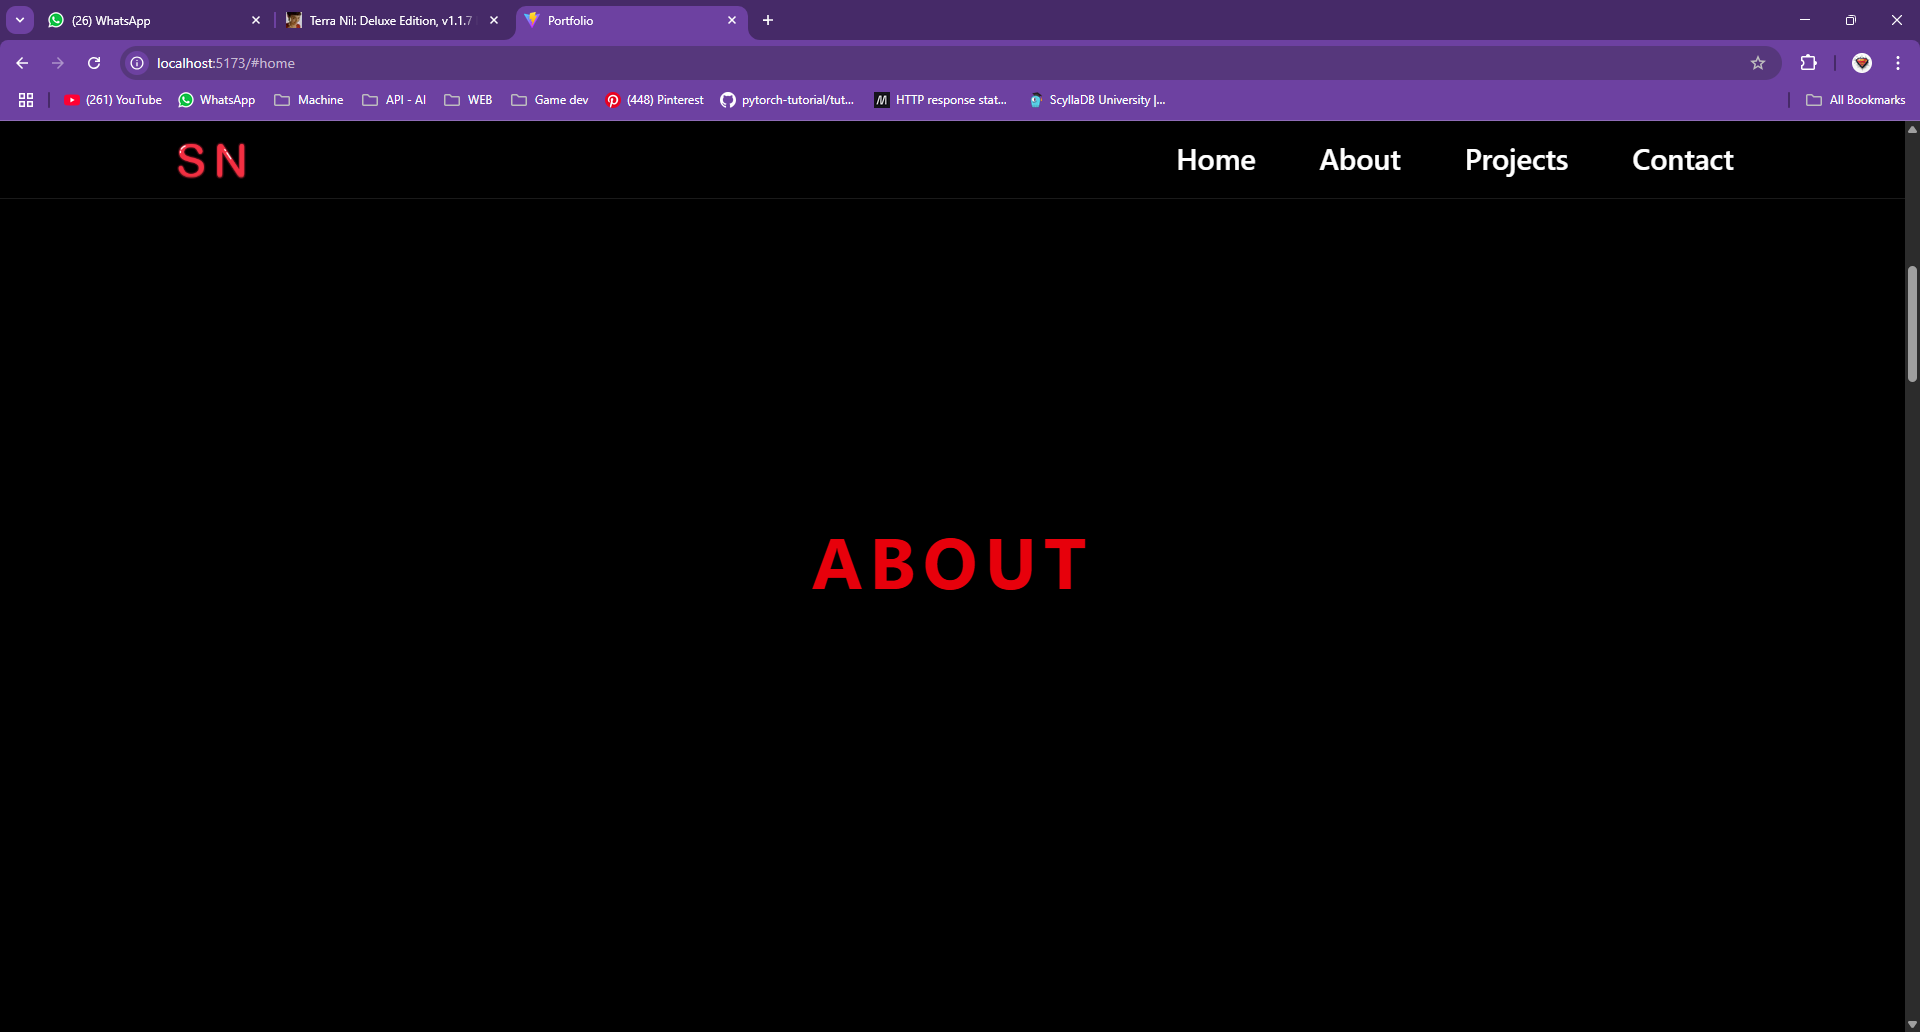 (26) WhatsApp
Terra Nil: Deluxe Edition, v1.1.7
Portfolio
localhost:5173/#home
(261) YouTube WhatsApp Machine API - AI WEB Game dev (448) Pinterest pytorch-tutorial/tut... M HTTP response stat... ScyllaDB University |... All Bookmarks
S N
Home About Projects Contact
ABOUT